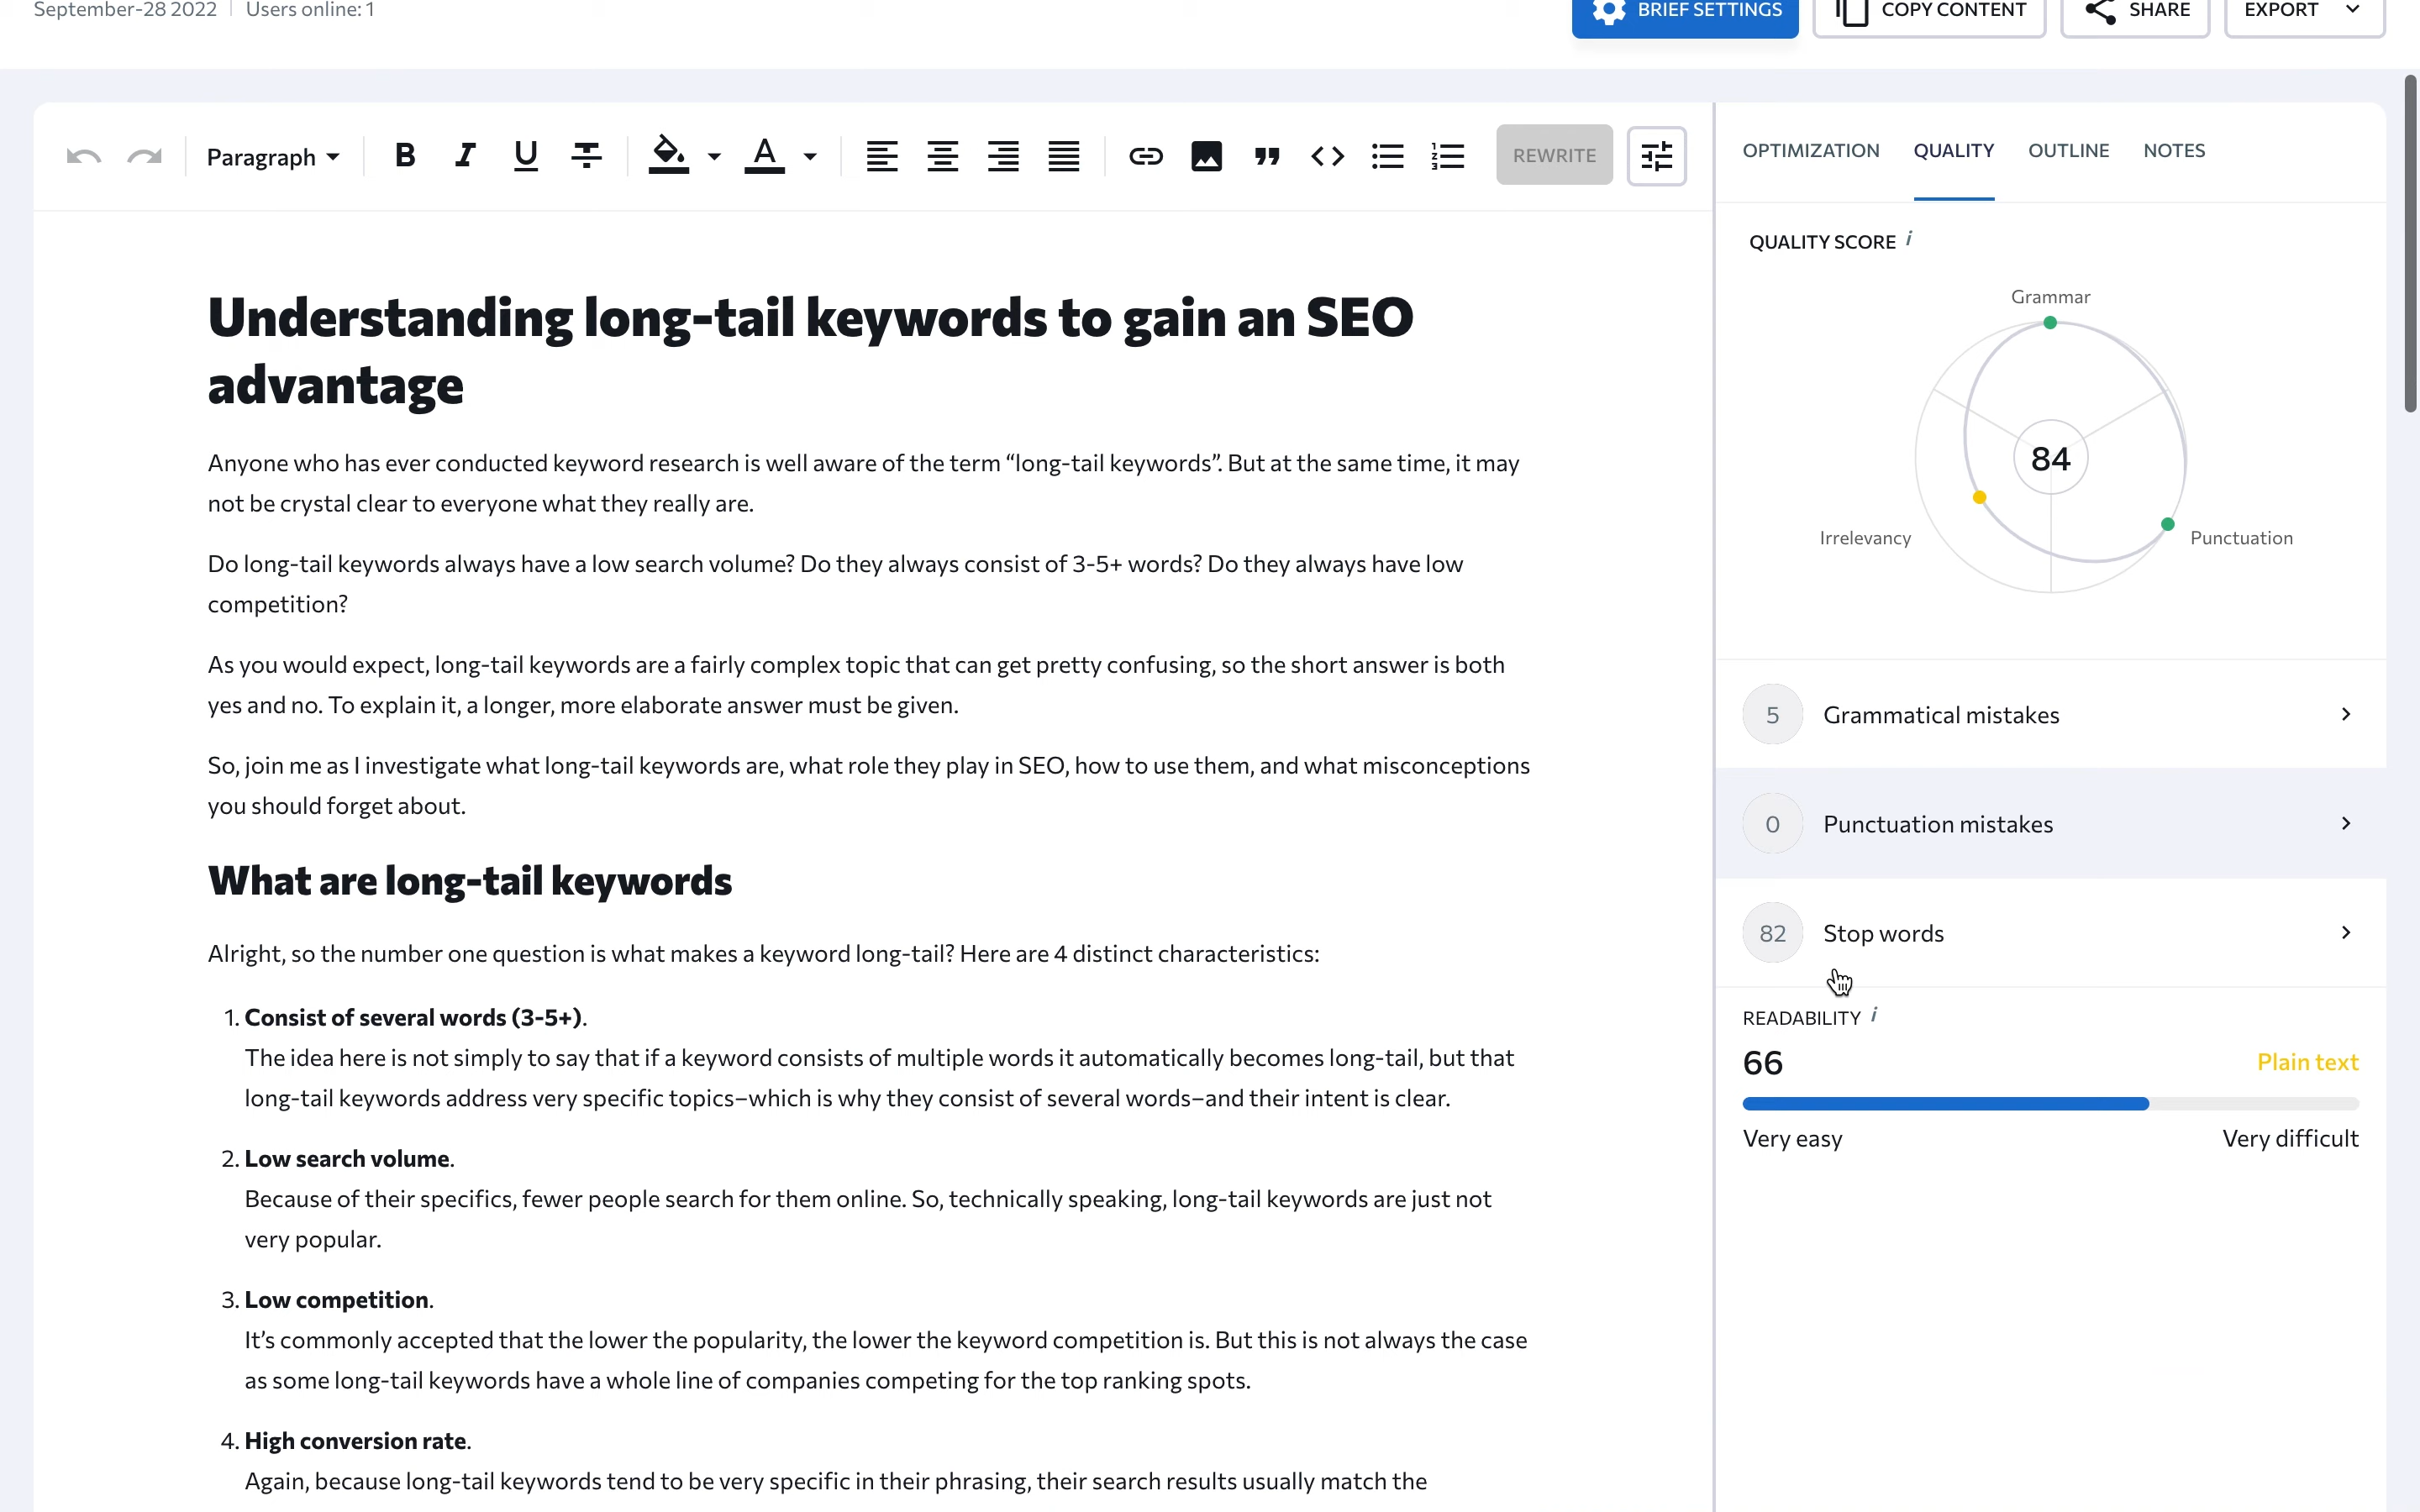 September-28 2022 Users online: 1
BRIEF SETTINGS COPY CONTENT SHARE EXPORT
Paragraph B I U A REWRITE
Understanding long-tail keywords to gain an SEO
advantage
Anyone who has ever conducted keyword research is well aware of the term “long-tail keywords”. But at the same time, it may
not be crystal clear to everyone what they really are.
Do long-tail keywords always have a low search volume? Do they always consist of 3-5+ words? Do they always have low
competition?
As you would expect, long-tail keywords are a fairly complex topic that can get pretty confusing, so the short answer is both
yes and no. To explain it, a longer, more elaborate answer must be given.
So, join me as I investigate what long-tail keywords are, what role they play in SEO, how to use them, and what misconceptions
you should forget about.
What are long-tail keywords
Alright, so the number one question is what makes a keyword long-tail? Here are 4 distinct characteristics:
1. Consist of several words (3-5+).
The idea here is not simply to say that if a keyword consists of multiple words it automatically becomes long-tail, but that
long-tail keywords address very specific topics–which is why they consist of several words–and their intent is clear.
2. Low search volume.
Because of their specifics, fewer people search for them online. So, technically speaking, long-tail keywords are just not
very popular.
3. Low competition.
It’s commonly accepted that the lower the popularity, the lower the keyword competition is. But this is not always the case
as some long-tail keywords have a whole line of companies competing for the top ranking spots.
4. High conversion rate.
Again, because long-tail keywords tend to be very specific in their phrasing, their search results usually match the
OPTIMIZATION QUALITY OUTLINE NOTES
QUALITY SCORE i
Grammar
84
Irrelevancy
Punctuation
5 Grammatical mistakes
0 Punctuation mistakes
82 Stop words
READABILITY i
66 Plain text
Very easy Very difficult